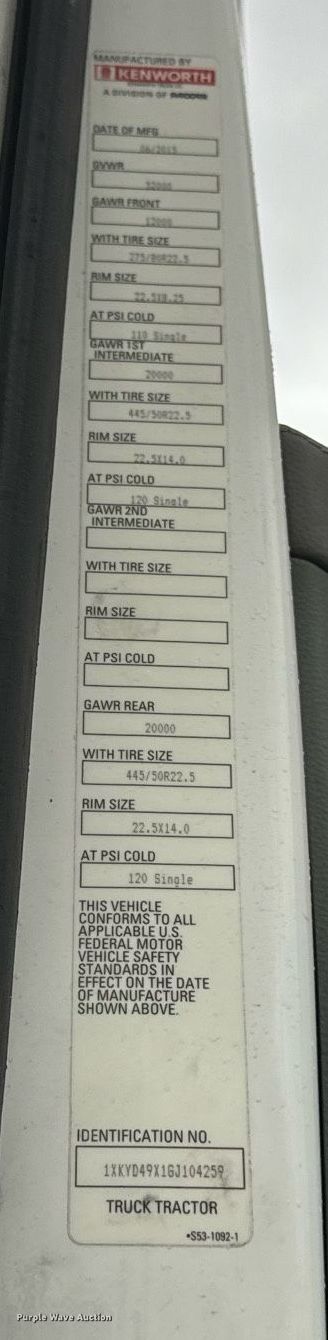 MANUFACTURED BY
KENWORTH
A DIVISION OF PACCAR
DATE OF MFG
06/2015
GVWR
52000
GAWR FRONT
12000
WITH TIRE SIZE
275/80R22.5
RIM SIZE
22.5X8.25
AT PSI COLD
110 Single
GAWR 1ST
INTERMEDIATE
20000
WITH TIRE SIZE
445/50R22.5
RIM SIZE
22.5X14.0
AT PSI COLD
120 Single
GAWR 2ND
INTERMEDIATE
WITH TIRE SIZE
RIM SIZE
AT PSI COLD
GAWR REAR
20000
WITH TIRE SIZE
445/50R22.5
RIM SIZE
22.5X14.0
AT PSI COLD
120 Single
THIS VEHICLE
CONFORMS TO ALL
APPLICABLE U.S.
FEDERAL MOTOR
VEHICLE SAFETY
STANDARDS IN
EFFECT ON THE DATE
OF MANUFACTURE
SHOWN ABOVE.
IDENTIFICATION NO.
1XKYD49X1GJ104259
TRUCK TRACTOR
•S53-1092-1
Purple Wave Auction